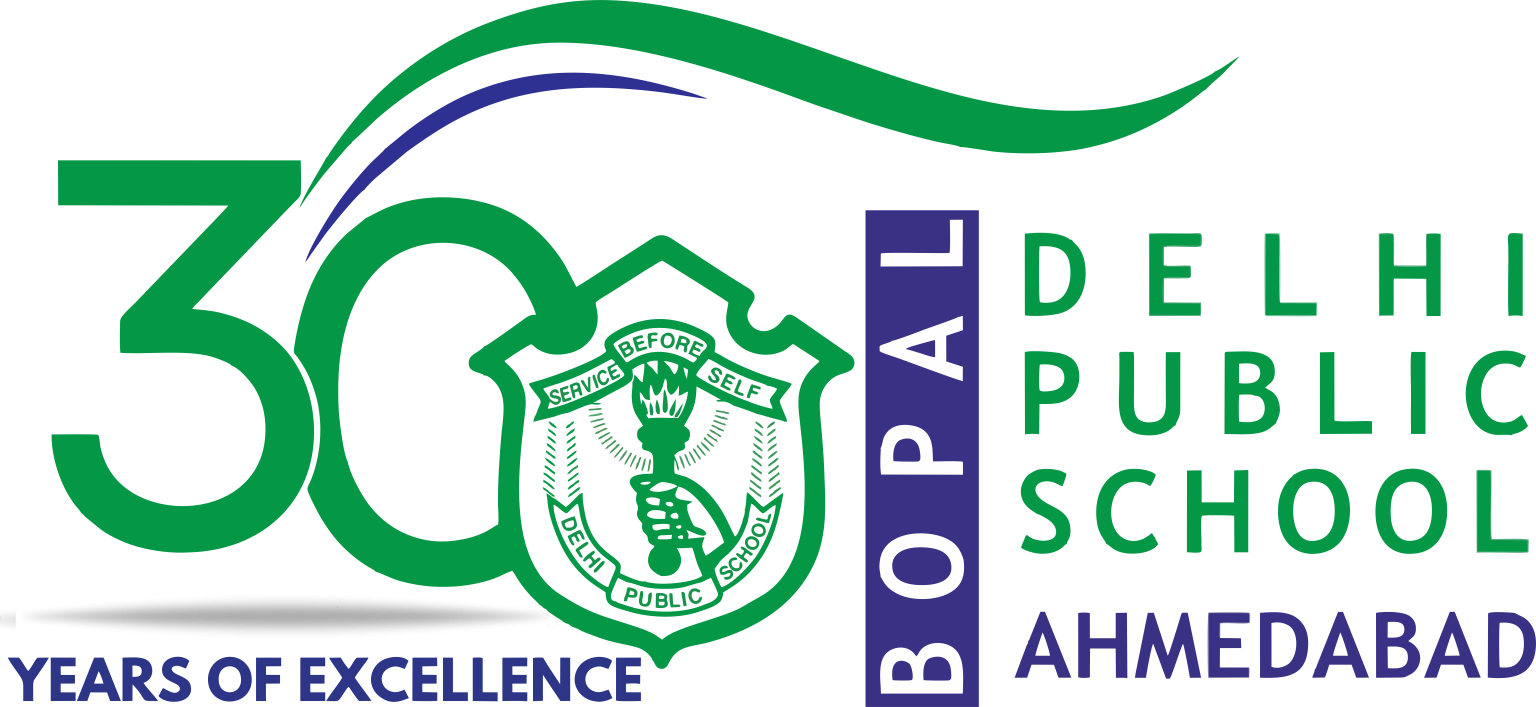 30
YEARS OF EXCELLENCE
SERVICE BEFORE SELF
DELHI PUBLIC SCHOOL
BOPAL
DELHI
PUBLIC
SCHOOL
AHMEDABAD